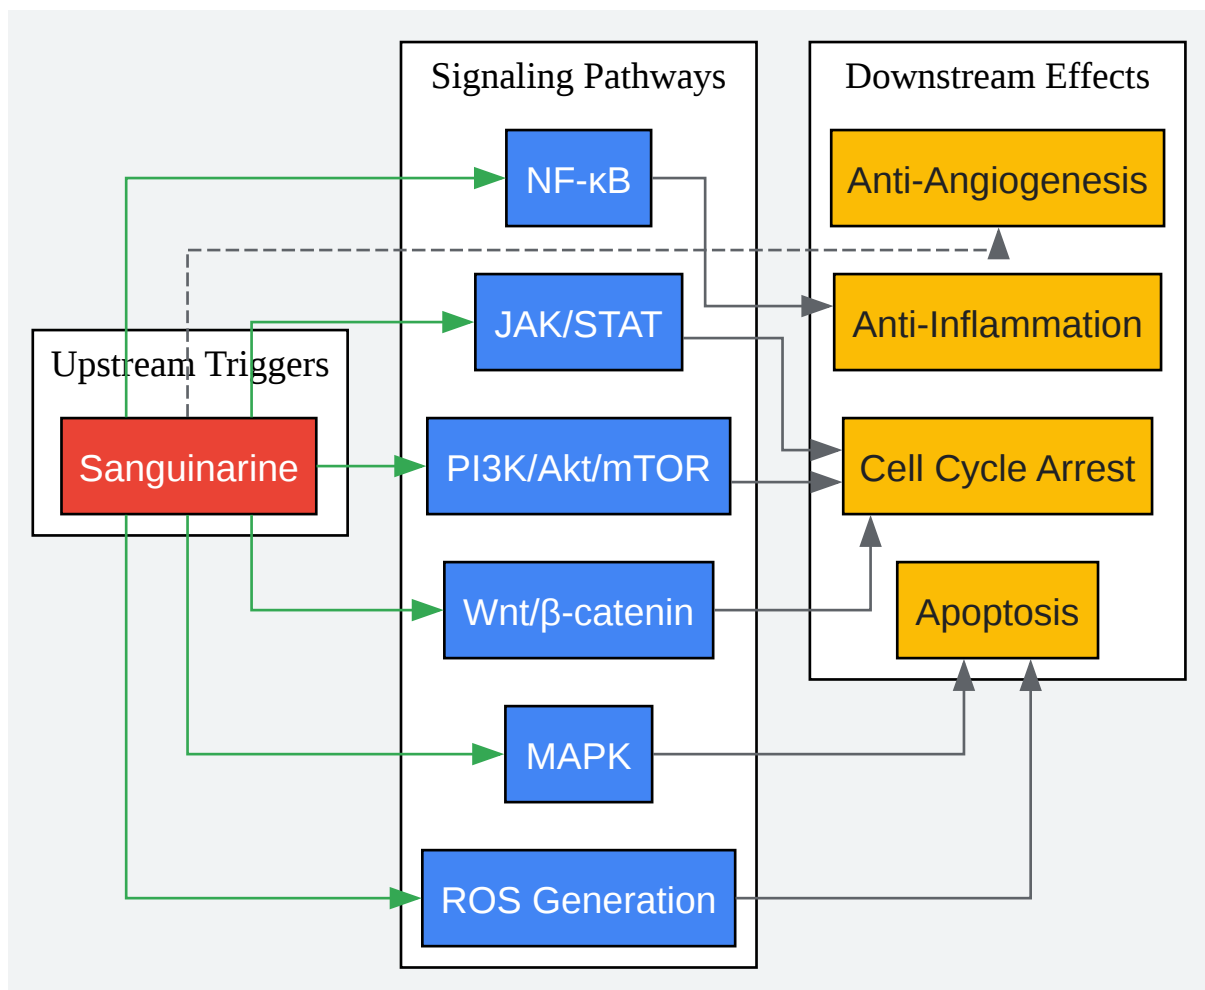 Signaling Pathways
Downstream Effects
NF-κB
Anti-Angiogenesis
JAK/STAT
Anti-Inflammation
Upstream Triggers
Sanguinarine
PI3K/Akt/mTOR
Cell Cycle Arrest
Wnt/β-catenin
Apoptosis
MAPK
ROS Generation